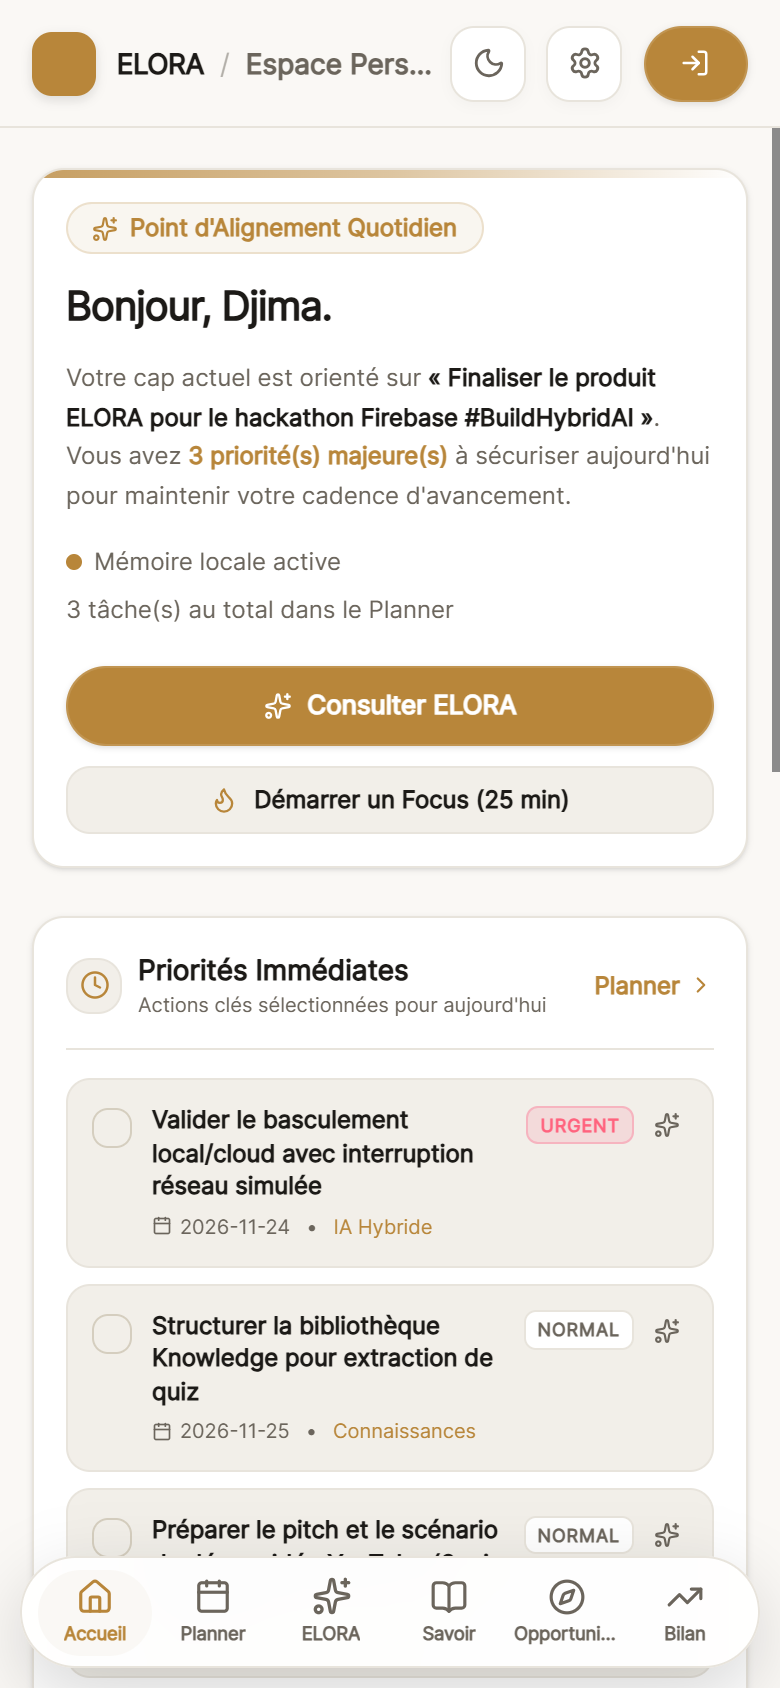 ELORA / Espace Pers...
Point d'Alignement Quotidien
Bonjour, Djima.
Votre cap actuel est orienté sur « Finaliser le produit
ELORA pour le hackathon Firebase #BuildHybridAI ».
Vous avez 3 priorité(s) majeure(s) à sécuriser aujourd'hui
pour maintenir votre cadence d'avancement.
Mémoire locale active
3 tâche(s) au total dans le Planner
Consulter ELORA
Démarrer un Focus (25 min)
Priorités Immédiates
Actions clés sélectionnées pour aujourd'hui
Planner
Valider le basculement
local/cloud avec interruption
réseau simulée
URGENT
2026-11-24 • IA Hybride
Structurer la bibliothèque
Knowledge pour extraction de
quiz
NORMAL
2026-11-25 • Connaissances
Préparer le pitch et le scénario
NORMAL
Accueil
Planner
ELORA
Savoir
Opportuni...
Bilan